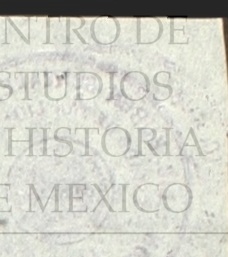 NTRO DE
STUDIOS
HISTORIA
E MEXICO